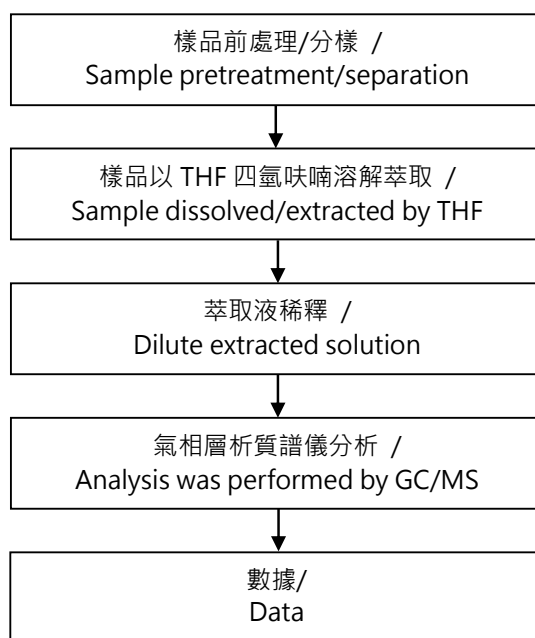 樣品前處理/分樣 /
Sample pretreatment/separation
樣品以 THF 四氫呋喃溶解萃取 /
Sample dissolved/extracted by THF
萃取液稀釋 /
Dilute extracted solution
氣相層析質譜儀分析 /
Analysis was performed by GC/MS
數據/
Data